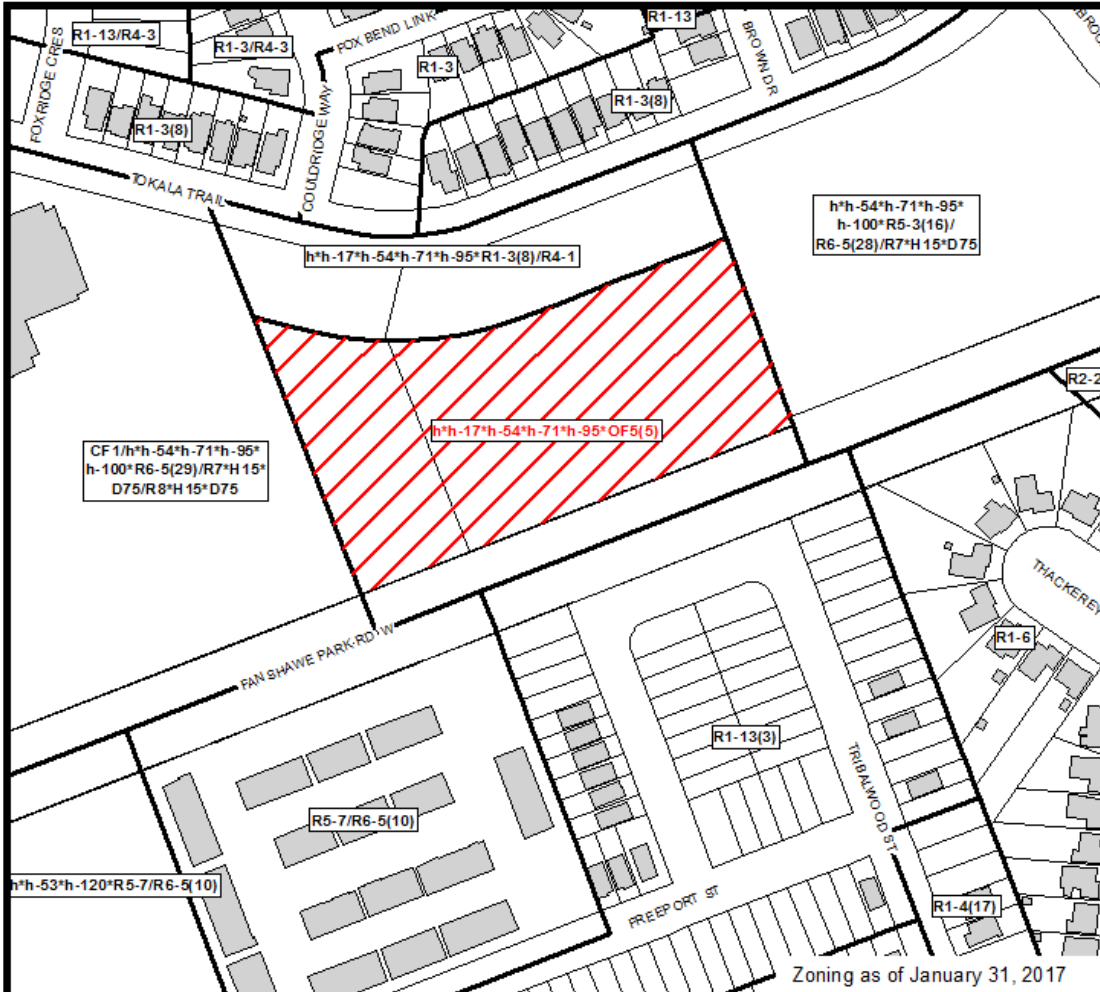 R1-13/R4-3
R1-3/R4-3
FOX BEND LINK
R1-13
R1-3
BROWN DR
FOXRIDGE CRES
COULDRIDGE WAY
R1-3(8)
R1-3(8)
TOKALA TRAIL
h*h-17*h-54*h-71*h-95*R1-3(8)/R4-1
h*h-54*h-71*h-95*
h-100*R5-3(16)/
R6-5(28)/R7*H15*D75
R2-2
h*h-17*h-54*h-71*h-95*OF5(5)
CF1/h*h-54*h-71*h-95*
h-100*R6-5(29)/R7*H15*
D75/R8*H15*D75
THACKEREY
R1-6
FANSHAWE PARK RD W
R1-13(3)
TRIBALWOOD ST
R5-7/R6-5(10)
h*h-53*h-120*R5-7/R6-5(10)
FREEPORT ST
R1-4(17)
Zoning as of January 31, 2017